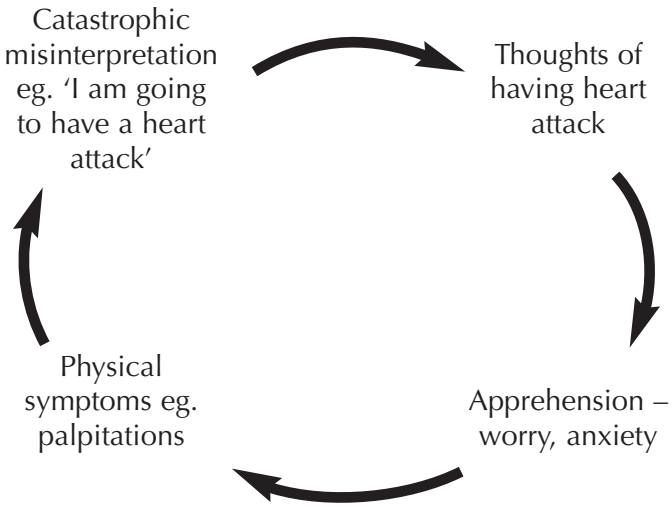 Catastrophic
misinterpretation
eg. ‘I am going
to have a heart
attack’
Thoughts of
having heart
attack
Apprehension –
worry, anxiety
Physical
symptoms eg.
palpitations